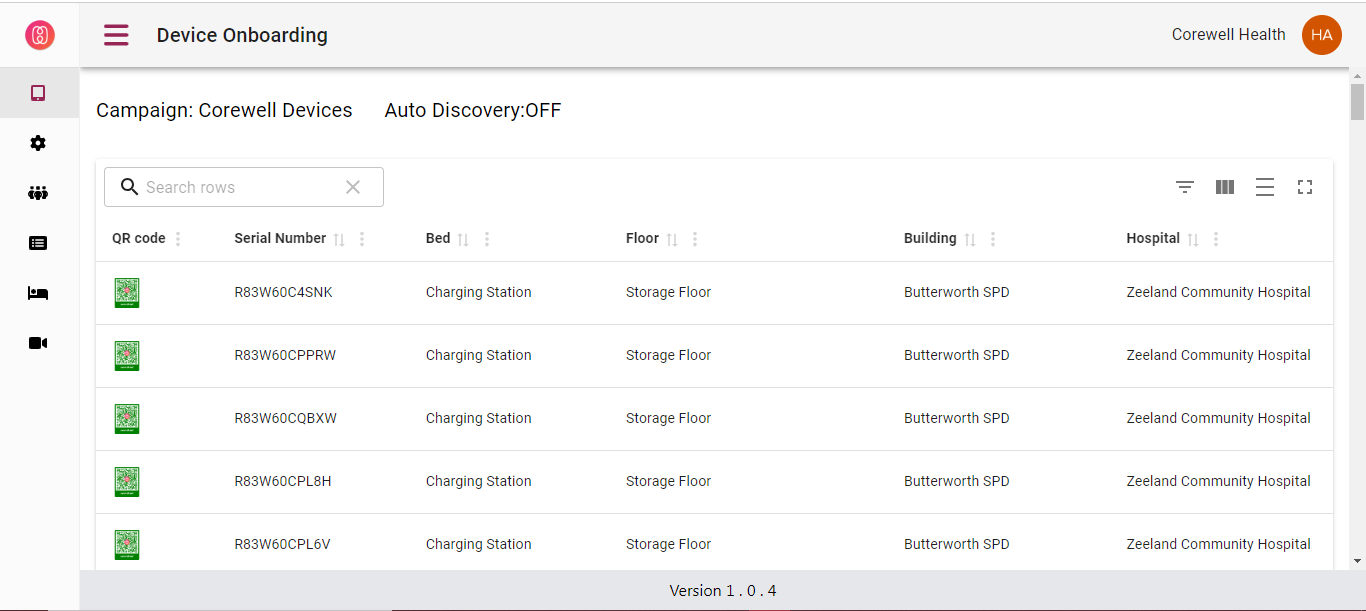 Device Onboarding
Corewell Health HA
Campaign: Corewell Devices Auto Discovery:OFF
Search rows
QR code Serial Number Bed Floor Building Hospital
R83W60C4SNK Charging Station Storage Floor Butterworth SPD Zeeland Community Hospital
R83W60CPPRW Charging Station Storage Floor Butterworth SPD Zeeland Community Hospital
R83W60CQBXW Charging Station Storage Floor Butterworth SPD Zeeland Community Hospital
R83W60CPL8H Charging Station Storage Floor Butterworth SPD Zeeland Community Hospital
R83W60CPL6V Charging Station Storage Floor Butterworth SPD Zeeland Community Hospital
Version 1 . 0 . 4